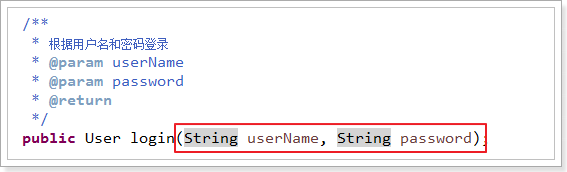 /**
* 根据用户名和密码登录
* @param userName
* @param password
* @return
*/
public User login(String userName, String password);